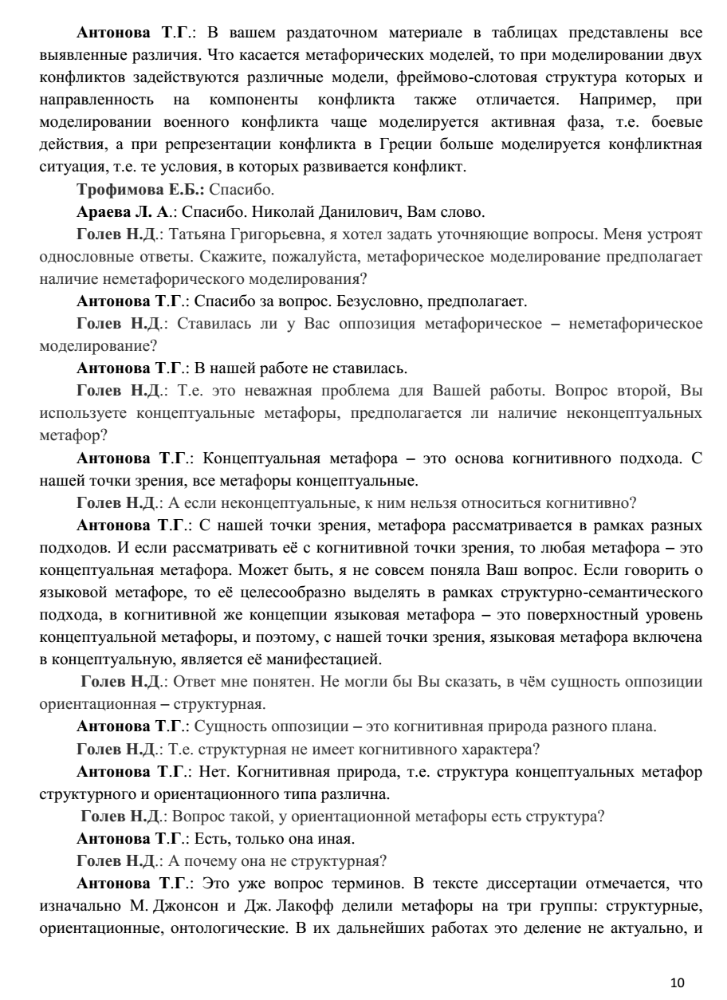 Антонова Т.Г.: В вашем раздаточном материале в таблицах представлены все
выявленные различия. Что касается метафорических моделей, то при моделировании двух
конфликтов задействуются различные модели, фреймово-слотовая структура которых и
направленность на компоненты конфликта также отличается. Например, при
моделировании военного конфликта чаще моделируется активная фаза, т.е. боевые
действия, а при репрезентации конфликта в Греции больше моделируется конфликтная
ситуация, т.е. те условия, в которых развивается конфликт.
Трофимова Е.Б.: Спасибо.
Араева Л. А.: Спасибо. Николай Данилович, Вам слово.
Голев Н.Д.: Татьяна Григорьевна, я хотел задать уточняющие вопросы. Меня устроят
однословные ответы. Скажите, пожалуйста, метафорическое моделирование предполагает
наличие неметафорического моделирования?
Антонова Т.Г.: Спасибо за вопрос. Безусловно, предполагает.
Голев Н.Д.: Ставилась ли у Вас оппозиция метафорическое – неметафорическое
моделирование?
Антонова Т.Г.: В нашей работе не ставилась.
Голев Н.Д.: Т.е. это неважная проблема для Вашей работы. Вопрос второй, Вы
используете концептуальные метафоры, предполагается ли наличие неконцептуальных
метафор?
Антонова Т.Г.: Концептуальная метафора – это основа когнитивного подхода. С
нашей точки зрения, все метафоры концептуальные.
Голев Н.Д.: А если неконцептуальные, к ним нельзя относиться когнитивно?
Антонова Т.Г.: С нашей точки зрения, метафора рассматривается в рамках разных
подходов. И если рассматривать её с когнитивной точки зрения, то любая метафора – это
концептуальная метафора. Может быть, я не совсем поняла Ваш вопрос. Если говорить о
языковой метафоре, то её целесообразно выделять в рамках структурно-семантического
подхода, в когнитивной же концепции языковая метафора – это поверхностный уровень
концептуальной метафоры, и поэтому, с нашей точки зрения, языковая метафора включена
в концептуальную, является её манифестацией.
Голев Н.Д.: Ответ мне понятен. Не могли бы Вы сказать, в чём сущность оппозиции
ориентационная – структурная.
Антонова Т.Г.: Сущность оппозиции – это когнитивная природа разного плана.
Голев Н.Д.: Т.е. структурная не имеет когнитивного характера?
Антонова Т.Г.: Нет. Когнитивная природа, т.е. структура концептуальных метафор
структурного и ориентационного типа различна.
Голев Н.Д.: Вопрос такой, у ориентационной метафоры есть структура?
Антонова Т.Г.: Есть, только она иная.
Голев Н.Д.: А почему она не структурная?
Антонова Т.Г.: Это уже вопрос терминов. В тексте диссертации отмечается, что
изначально М. Джонсон и Дж. Лакофф делили метафоры на три группы: структурные,
ориентационные, онтологические. В их дальнейших работах это деление не актуально, и
10